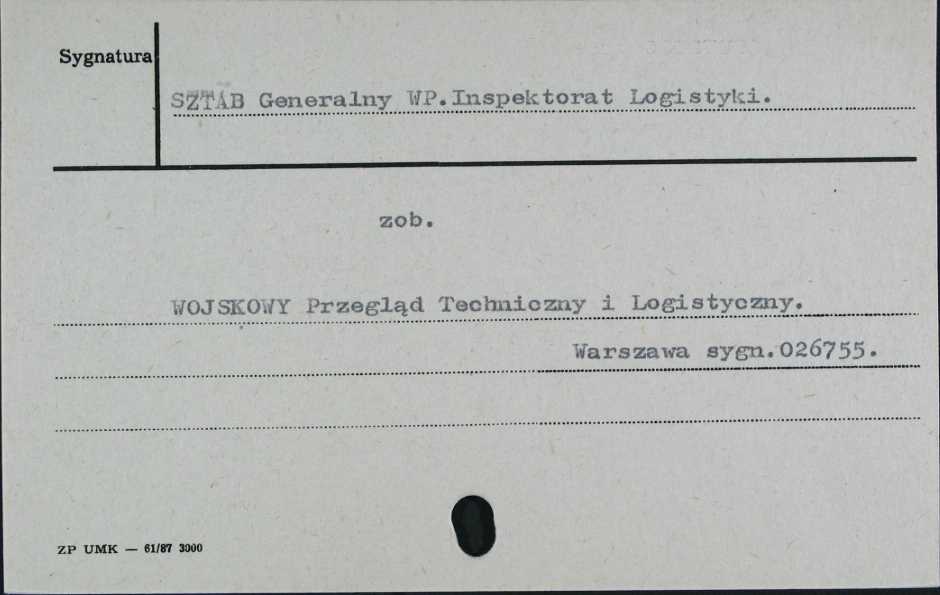 Sygnatura
SZTAB Generalny WP.Inspektorat Logistyki.
zob.
WOJSKOWY Przegląd Techniczny i Logistyczny.
Warszawa sygn.026755.
ZP UMK — 61/87 3000